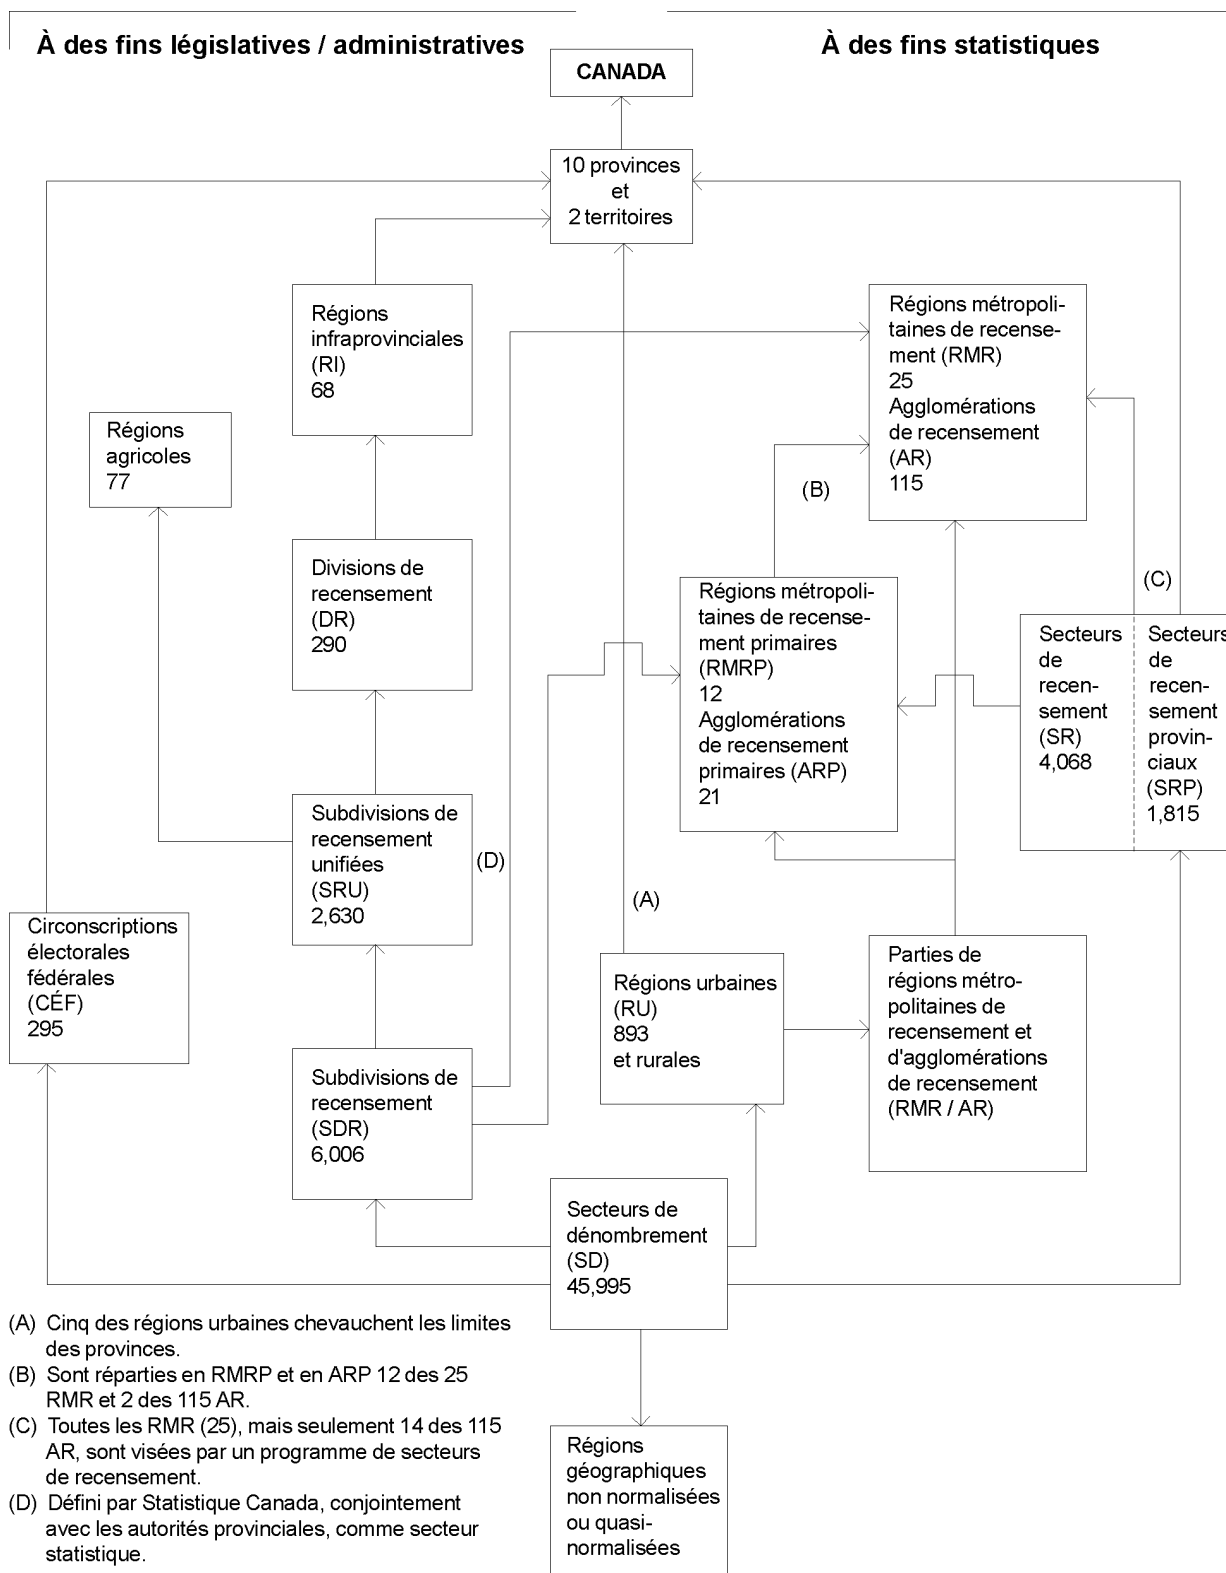 À des fins législatives / administratives
À des fins statistiques
CANADA
10 provinces
et
2 territoires
Régions
infraprovinciales
(RI)
68
Régions métropoli-
taines de recense-
ment (RMR)
25
Agglomérations
de recensement
(AR)
115
Régions
agricoles
77
(B)
Divisions de
recensement
(DR)
290
Régions métropoli-
taines de recense-
ment primaires
(RMRP)
12
Agglomérations
de recensement
primaires (ARP)
21
(C)
Secteurs
de
recen-
sement
(SR)
4,068
Secteurs
de
recen-
sement
provin-
ciaux
(SRP)
1,815
Subdivisions de
recensement
unifiées
(SRU)
2,630
(D)
(A)
Circonscriptions
électorales
fédérales
(CÉF)
295
Régions urbaines
(RU)
893
et rurales
Parties de
régions métro-
politaines de
recensement et
d'agglomérations
de recensement
(RMR / AR)
Subdivisions de
recensement
(SDR)
6,006
Secteurs de
dénombrement
(SD)
45,995
(A) Cinq des régions urbaines chevauchent les limites
des provinces.
(B) Sont réparties en RMRP et en ARP 12 des 25
RMR et 2 des 115 AR.
(C) Toutes les RMR (25), mais seulement 14 des 115
AR, sont visées par un programme de secteurs
de recensement.
(D) Défini par Statistique Canada, conjointement
avec les autorités provinciales, comme secteur
statistique.
Régions
géographiques
non normalisées
ou quasi-
normalisées